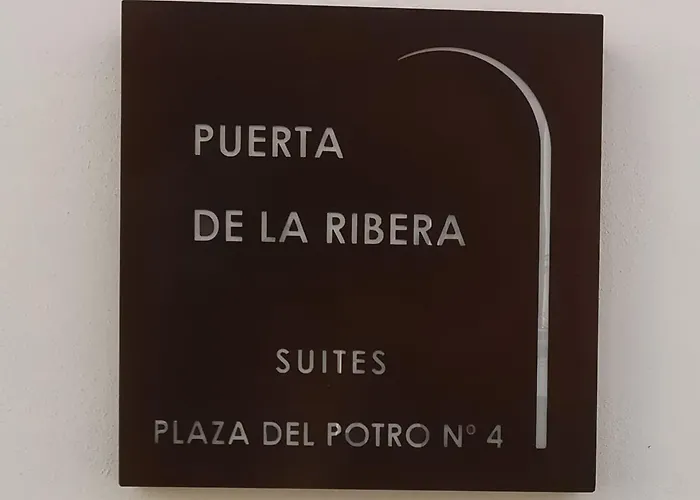 PUERTA
DE LA RIBERA
SUITES
PLAZA DEL POTRO Nº 4